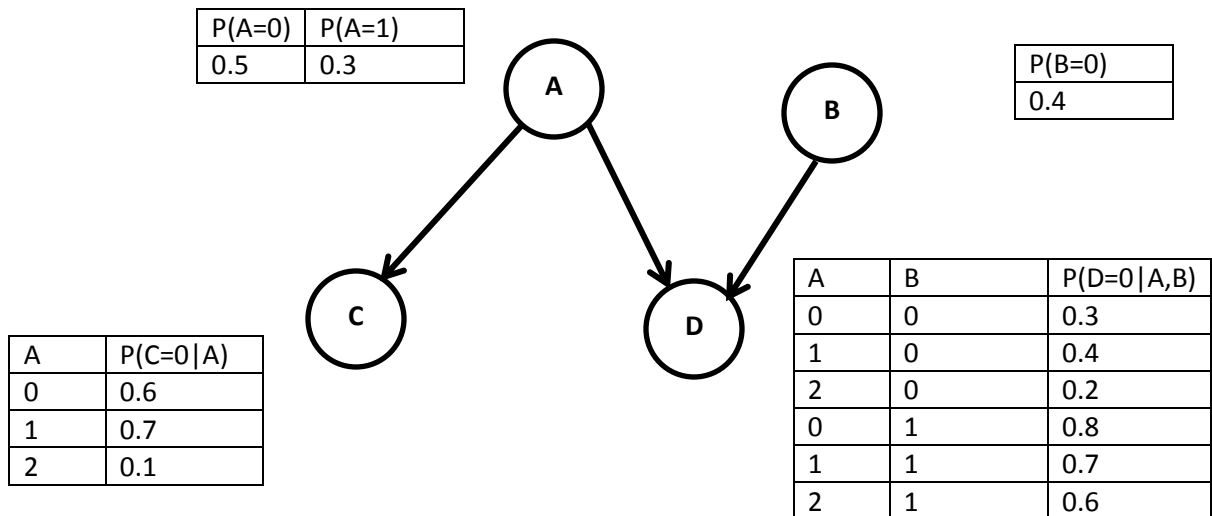 P(A=0) P(A=1)
0.5 0.3
A
B
P(B=0)
0.4
C
D
A P(C=0|A)
0 0.6
1 0.7
2 0.1
A B P(D=0|A,B)
0 0 0.3
1 0 0.4
2 0 0.2
0 1 0.8
1 1 0.7
2 1 0.6